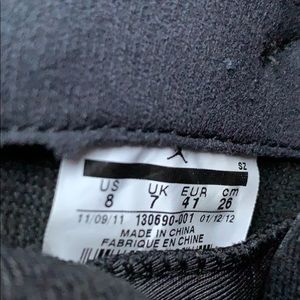 SZ
US UK EUR cm
8 7 41 26
11/09/11 130690-001 01/12/12
MADE IN CHINA
FABRIQUE EN CHINE